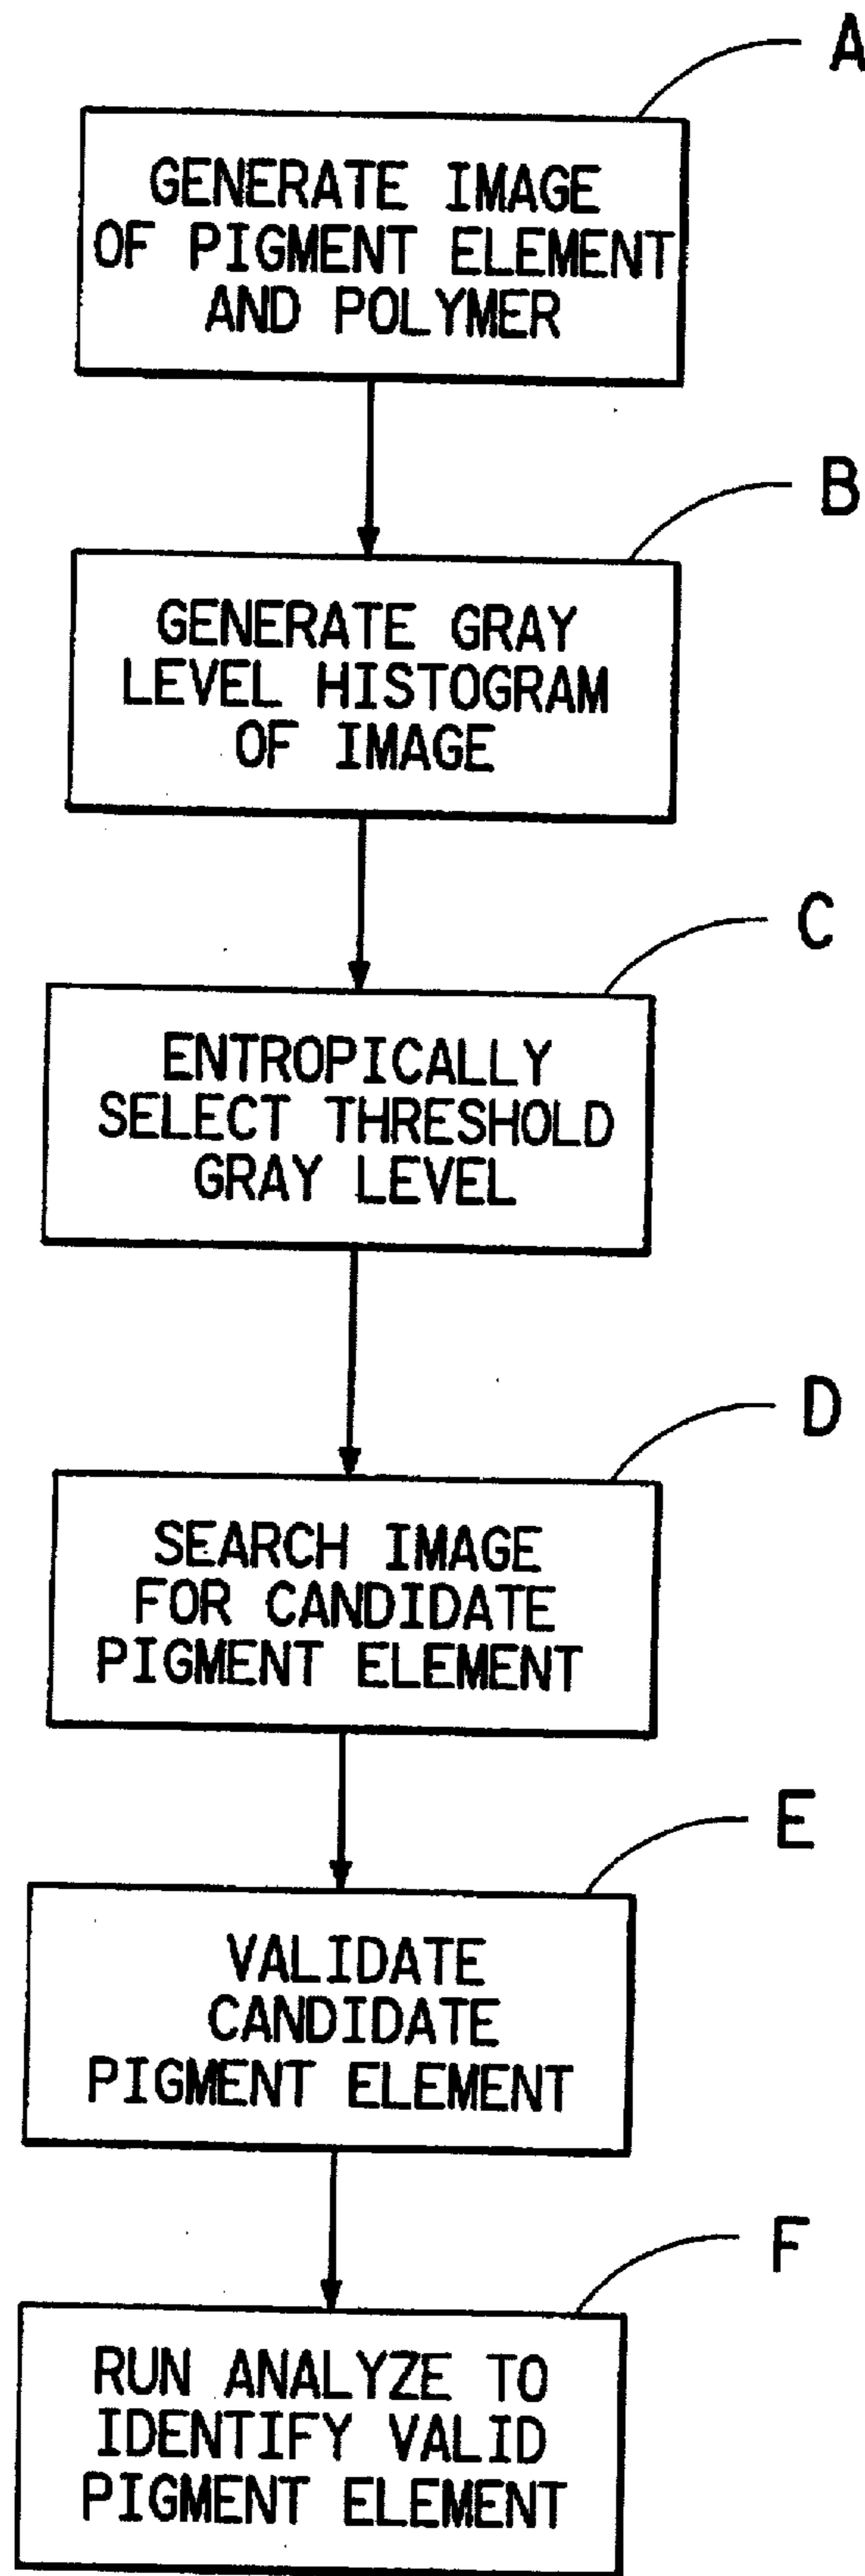 A
GENERATE IMAGE
OF PIGMENT ELEMENT
AND POLYMER
B
GENERATE GRAY
LEVEL HISTOGRAM
OF IMAGE
C
ENTROPICALLY
SELECT THRESHOLD
GRAY LEVEL
D
SEARCH IMAGE
FOR CANDIDATE
PIGMENT ELEMENT
E
VALIDATE
CANDIDATE
PIGMENT ELEMENT
F
RUN ANALYZE TO
IDENTIFY VALID
PIGMENT ELEMENT